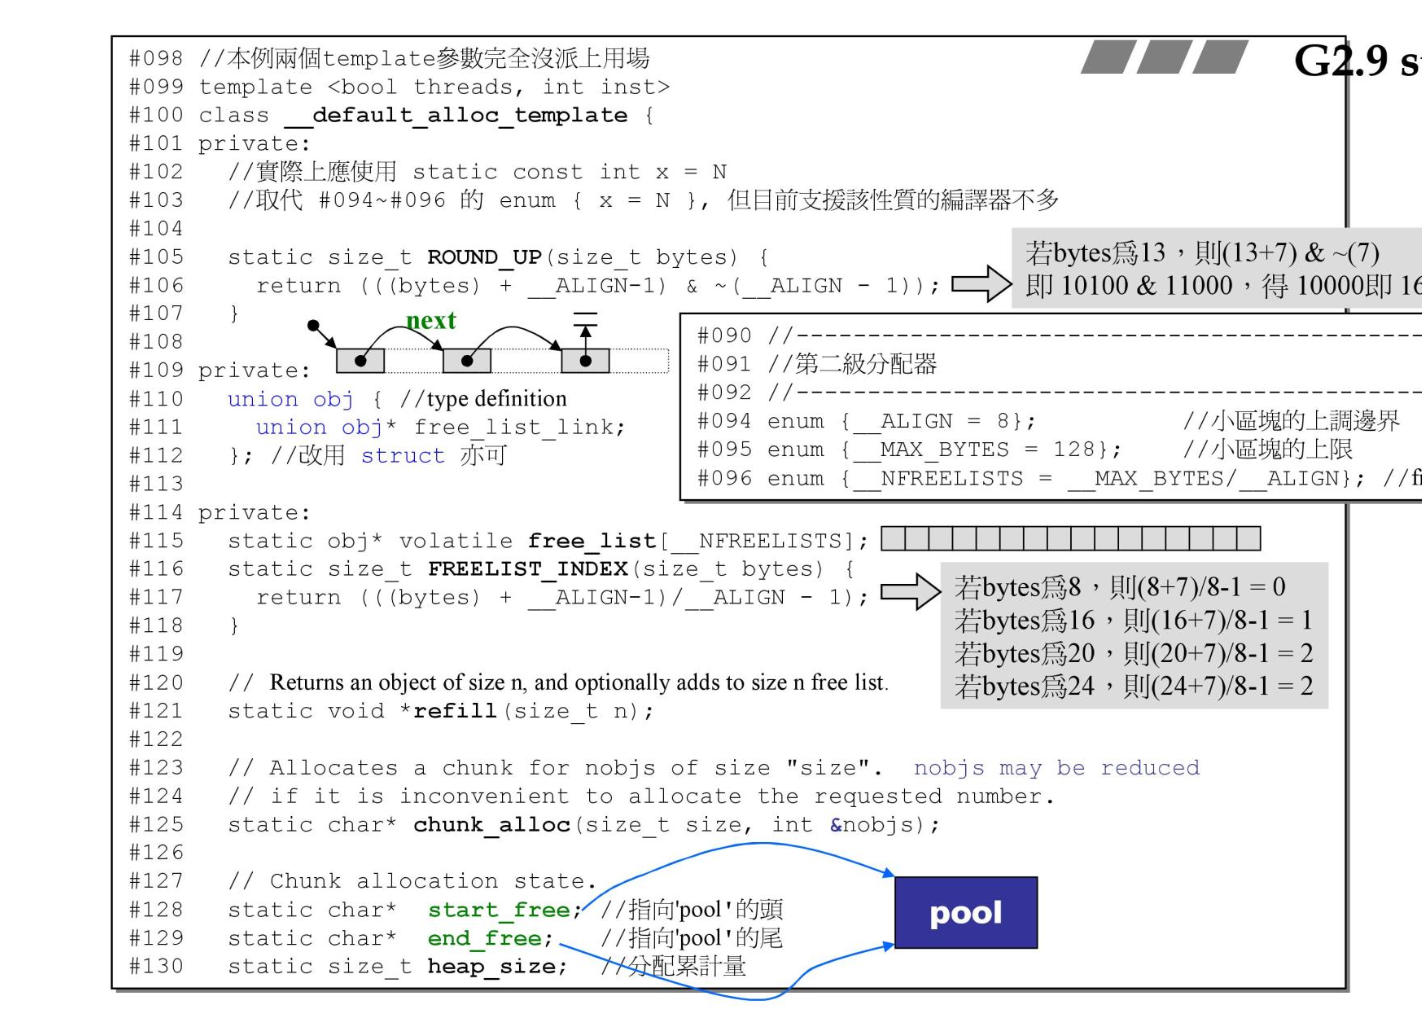 G2.9 s
#098 //本例兩個template參數完全沒派上用場
#099 template <bool threads, int inst>
#100 class __default_alloc_template {
#101 private:
#102   //實際上應使用 static const int x = N
#103   //取代 #094~#096 的 enum { x = N }, 但目前支援該性質的編譯器不多
#104
#105   static size_t ROUND_UP(size_t bytes) {
#106     return (((bytes) + __ALIGN-1) & ~(__ALIGN - 1));
#107   }
#108
#109 private:
#110   union obj { //type definition
#111     union obj* free_list_link;
#112   }; //改用 struct 亦可
#113
#114 private:
#115   static obj* volatile free_list[__NFREELISTS];
#116   static size_t FREELIST_INDEX(size_t bytes) {
#117     return (((bytes) + __ALIGN-1)/__ALIGN - 1);
#118   }
#119
#120   // Returns an object of size n, and optionally adds to size n free list.
#121   static void *refill(size_t n);
#122
#123   // Allocates a chunk for nobjs of size "size".  nobjs may be reduced
#124   // if it is inconvenient to allocate the requested number.
#125   static char* chunk_alloc(size_t size, int &nobjs);
#126
#127   // Chunk allocation state.
#128   static char*  start_free; //指向'pool'的頭
#129   static char*  end_free;   //指向'pool'的尾
#130   static size_t heap_size;  //分配累計量
next
若bytes為13，則(13+7) & ~(7)
即 10100 & 11000，得 10000即 16
#090 //--------------------------------------------
#091 //第二級分配器
#092 //--------------------------------------------
#094 enum {__ALIGN = 8};          //小區塊的上調邊界
#095 enum {__MAX_BYTES = 128};    //小區塊的上限
#096 enum {__NFREELISTS = __MAX_BYTES/__ALIGN}; //f
若bytes為8，則(8+7)/8-1 = 0
若bytes為16，則(16+7)/8-1 = 1
若bytes為20，則(20+7)/8-1 = 2
若bytes為24，則(24+7)/8-1 = 2
pool